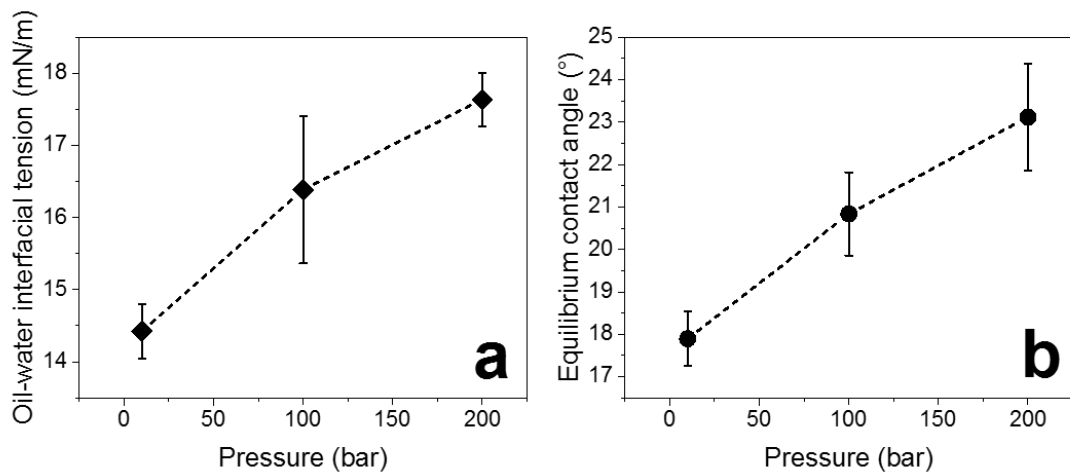 Oil-water interfacial tension (mN/m)
18
17
16
15
14
0 50 100 150 200
Pressure (bar)
a
Equilibrium contact angle (°)
25
24
23
22
21
20
19
18
17
0 50 100 150 200
Pressure (bar)
b